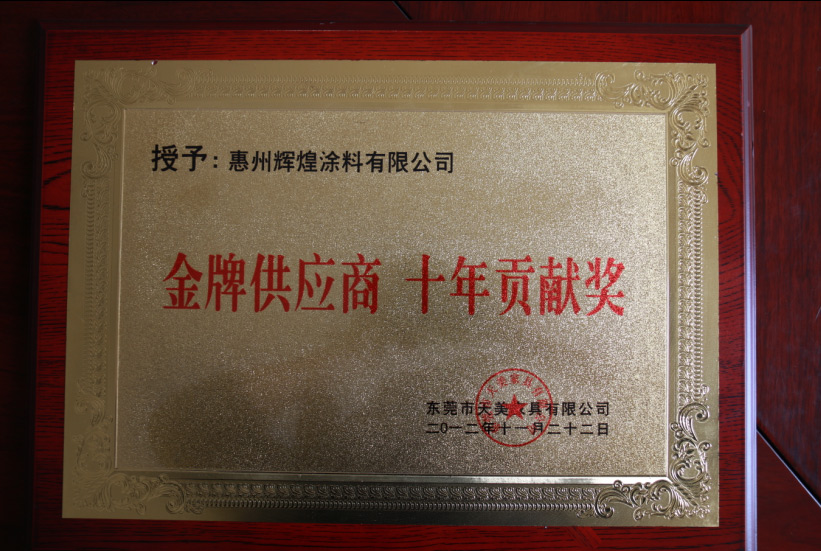 授予：惠州辉煌涂料有限公司
金牌供应商 十年贡献奖
东莞市天美文具有限公司
二〇一二年十一月二十二日